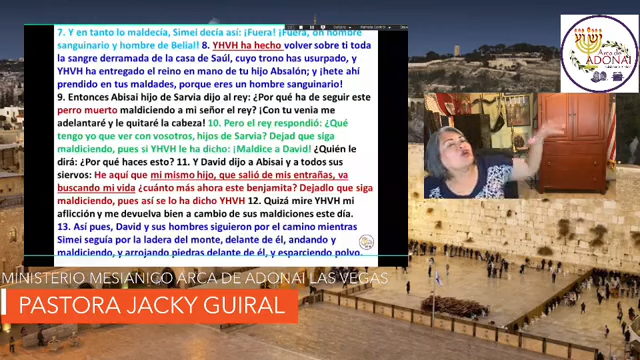 7. Y en tanto lo maldecía, Simei decía así: ¡Fuera! ¡Fuera, oh hombre
sanguinario y hombre de Belial! 8. YHVH ha hecho volver sobre ti toda
la sangre derramada de la casa de Saúl, cuyo trono has usurpado, y
YHVH ha entregado el reino en mano de tu hijo Absalón; y ¡hete ahí
prendido en tus maldades, porque eres un hombre sanguinario!
9. Entonces Abisai hijo de Sarvia dijo al rey: ¿Por qué ha de seguir este
perro muerto maldiciendo a mi señor el rey? ¡Con tu venia me
adelantaré y le quitaré la cabeza! 10. Pero el rey respondió: ¿Qué
tengo yo que ver con vosotros, hijos de Sarvia? Dejad que siga
maldiciendo, pues si YHVH le ha dicho: ¡Maldice a David! ¿Quién le
dirá: ¿Por qué haces esto? 11. Y David dijo a Abisai y a todos sus
siervos: He aquí que mi mismo hijo, que salió de mis entrañas, va
buscando mi vida ¿cuánto más ahora este benjamita? Dejadlo que siga
maldiciendo, pues así se lo ha dicho YHVH 12. Quizá mire YHVH mi
aflicción y me devuelva bien a cambio de sus maldiciones este día.
13. Así pues, David y sus hombres siguieron por el camino mientras
Simei seguía por la ladera del monte, delante de él, andando y
maldiciendo, y arrojando piedras delante de él, y esparciendo polvo.
ישוע
Arca de
ADONAI
MINISTERIO MESIANICO ARCA DE ADONAI LAS VEGAS
PASTORA JACKY GUIRAL